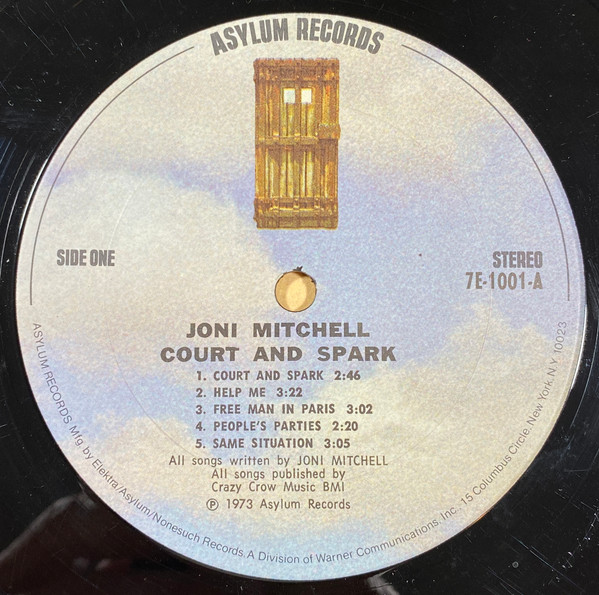 ASYLUM RECORDS
SIDE ONE
STEREO
7E-1001-A
JONI MITCHELL
COURT AND SPARK
1. COURT AND SPARK 2:46
2. HELP ME 3:22
3. FREE MAN IN PARIS 3:02
4. PEOPLE'S PARTIES 2:20
5. SAME SITUATION 3:05
All songs written by JONI MITCHELL
All songs published by
Crazy Crow Music BMI
Ⓟ 1973 Asylum Records
ASYLUM RECORDS. Mfg. by Elektra/Asylum/Nonesuch Records. A Division of Warner Communications, Inc. 15 Columbus Circle, New York, N.Y. 10023